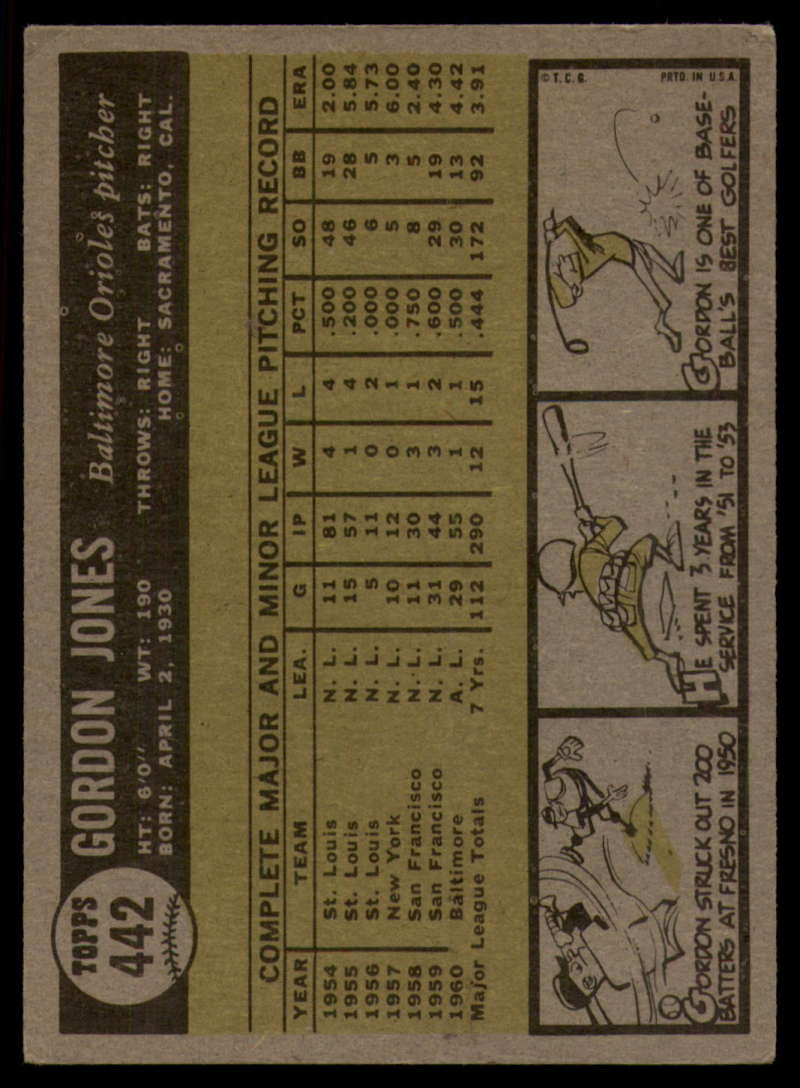 TOPPS
442
GORDON JONES Baltimore Orioles pitcher
HT: 6'0" WT: 190 THROWS: RIGHT BATS: RIGHT
BORN: APRIL 2, 1930 HOME: SACRAMENTO, CAL.
COMPLETE MAJOR AND MINOR LEAGUE PITCHING RECORD
YEAR TEAM LEA. G IP W L PCT SO BB ERA
1954 St. Louis N. L. 11 81 4 4 .500 48 19 2.00
1955 St. Louis N. L. 15 57 1 4 .200 46 28 5.84
1956 St. Louis N. L. 5 11 0 2 .000 6 5 5.73
1957 New York N. L. 10 12 0 1 .000 5 3 6.00
1958 San Francisco N. L. 11 30 3 1 .750 8 5 2.40
1959 San Francisco N. L. 31 44 3 2 .600 29 19 4.30
1960 Baltimore A. L. 29 55 1 1 .500 30 13 4.42
Major League Totals 7 Yrs. 112 290 12 15 .444 172 92 3.91
GORDON STRUCK OUT 200
BATTERS AT FRESNO IN 1950
HE SPENT 3 YEARS IN THE
SERVICE FROM '51 TO '53
© T. C. G. PRTD. IN U S A
GORDON IS ONE OF BASE-
BALL'S BEST GOLFERS